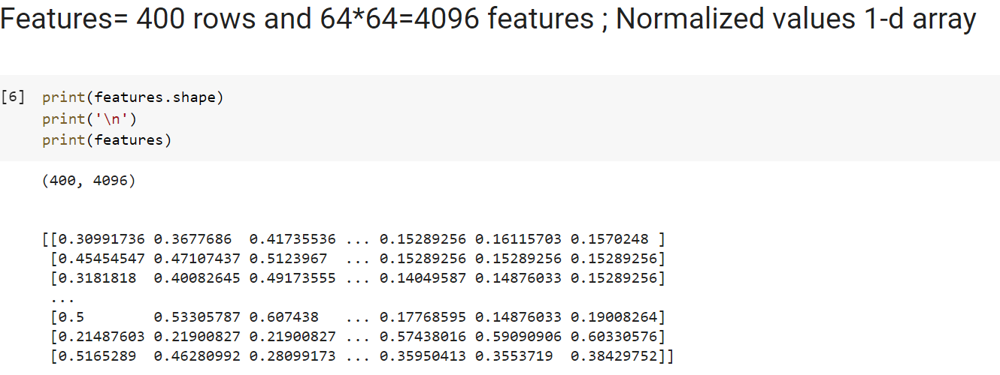 Features= 400 rows and 64*64=4096 features ; Normalized values 1-d array
[6] print(features.shape)
print('\n')
print(features)
(400, 4096)
[[0.30991736 0.3677686  0.41735536 ... 0.15289256 0.16115703 0.1570248 ]
[0.45454547 0.47107437 0.5123967  ... 0.15289256 0.15289256 0.15289256]
[0.3181818  0.40082645 0.49173555 ... 0.14049587 0.14876033 0.15289256]
...
[0.5        0.53305787 0.607438   ... 0.17768595 0.14876033 0.19008264]
[0.21487603 0.21900827 0.21900827 ... 0.57438016 0.59090906 0.60330576]
[0.5165289  0.46280992 0.28099173 ... 0.35950413 0.3553719  0.38429752]]